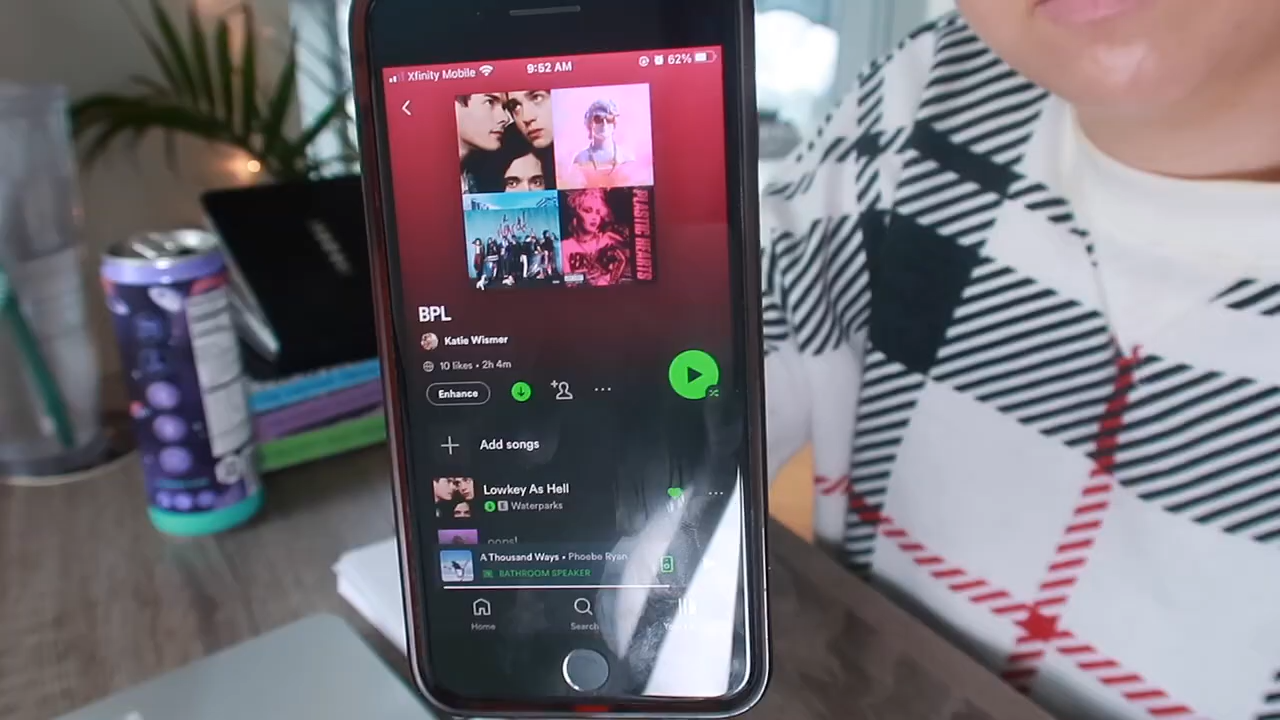 Xfinity Mobile 9:52 AM 62%
PLASTIC HEARTS
BPL
Katie Wismer
10 likes • 2h 4m
Enhance
Add songs
Lowkey As Hell
E Waterparks
oops!
A Thousand Ways • Phoebe Ryan
BATHROOM SPEAKER
Home Search